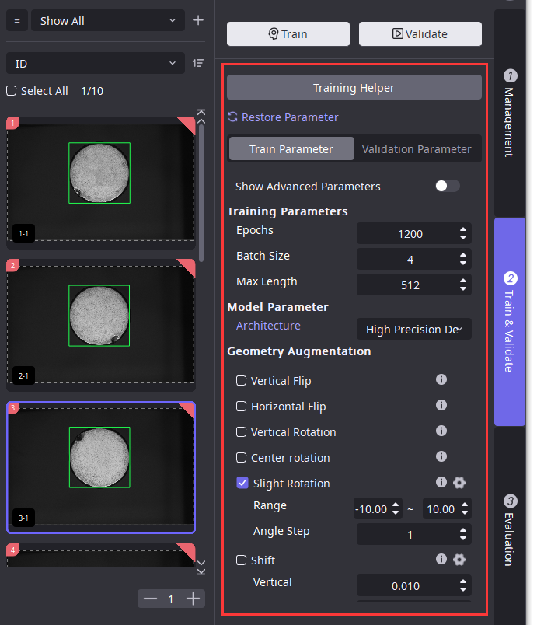 = Show All
ID
Select All 1/10
1
1-1
2
2-1
3
3-1
4
1
Train
Validate
Training Helper
Restore Parameter
Train Parameter
Validation Parameter
Show Advanced Parameters
Training Parameters
Epochs 1200
Batch Size 4
Max Length 512
Model Parameter
Architecture High Precision De
Geometry Augmentation
Vertical Flip
Horizontal Flip
Vertical Rotation
Center rotation
Slight Rotation
Range -10.00 ~ 10.00
Angle Step 1
Shift
Vertical 0.010
1 Management
2 Train & Validate
3 Evaluation